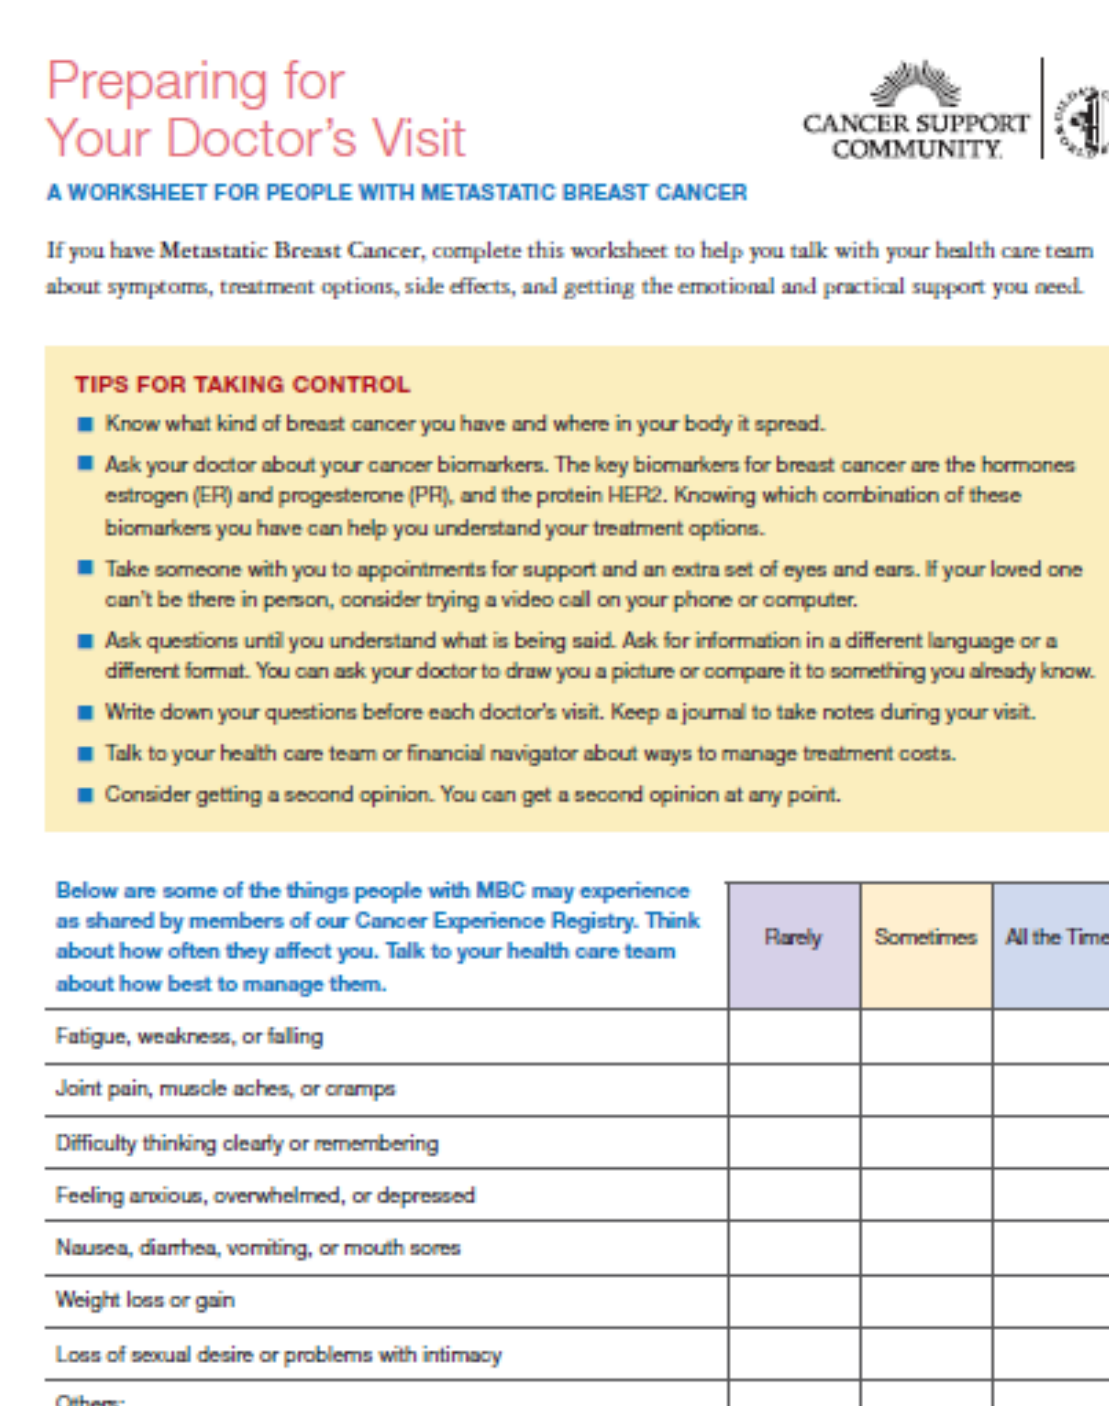 Preparing for
Your Doctor's Visit
CANCER SUPPORT
COMMUNITY
A WORKSHEET FOR PEOPLE WITH METASTATIC BREAST CANCER
If you have Metastatic Breast Cancer, complete this worksheet to help you talk with your health care team
about symptoms, treatment options, side effects, and getting the emotional and practical support you need.
TIPS FOR TAKING CONTROL
Know what kind of breast cancer you have and where in your body it spread.
Ask your doctor about your cancer biomarkers. The key biomarkers for breast cancer are the hormones
estrogen (ER) and progesterone (PR), and the protein HER2. Knowing which combination of these
biomarkers you have can help you understand your treatment options.
Take someone with you to appointments for support and an extra set of eyes and ears. If your loved one
can't be there in person, consider trying a video call on your phone or computer.
Ask questions until you understand what is being said. Ask for information in a different language or a
different format. You can ask your doctor to draw you a picture or compare it to something you already know.
Write down your questions before each doctor's visit. Keep a journal to take notes during your visit.
Talk to your health care team or financial navigator about ways to manage treatment costs.
Consider getting a second opinion. You can get a second opinion at any point.
Below are some of the things people with MBC may experience
as shared by members of our Cancer Experience Registry. Think
about how often they affect you. Talk to your health care team
about how best to manage them.
Rarely
Sometimes
All the Time
Fatigue, weakness, or falling
Joint pain, muscle aches, or cramps
Difficulty thinking clearly or remembering
Feeling anxious, overwhelmed, or depressed
Nausea, diarrhea, vomiting, or mouth sores
Weight loss or gain
Loss of sexual desire or problems with intimacy
Others: